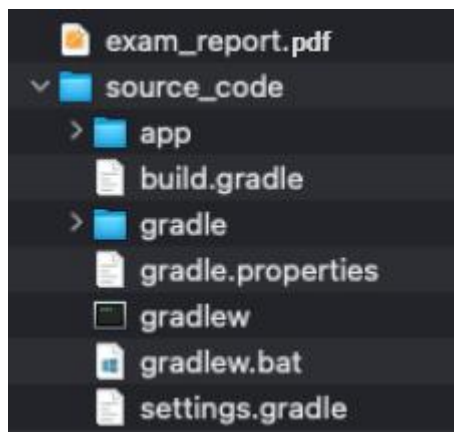 exam_report.pdf
source_code
app
build.gradle
gradle
gradle.properties
gradlew
gradlew.bat
settings.gradle